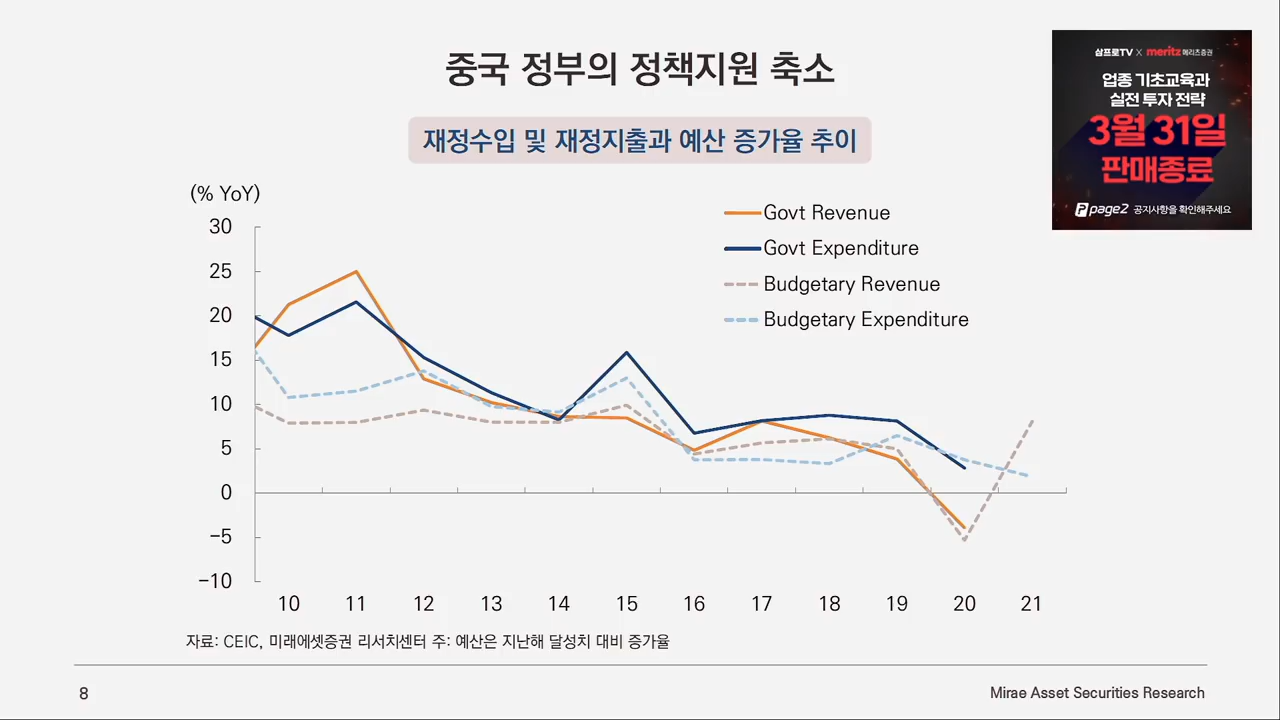 중국 정부의 정책지원 축소
삼프로TV X meritz 메리츠증권
업종 기초교육과
실전 투자 전략
3월 31일
판매종료
page2 공지사항을 확인해주세요
재정수입 및 재정지출과 예산 증가율 추이
(% YoY)
Govt Revenue
Govt Expenditure
Budgetary Revenue
Budgetary Expenditure
30
25
20
15
10
5
0
−5
−10
10 11 12 13 14 15 16 17 18 19 20 21
자료: CEIC, 미래에셋증권 리서치센터 주: 예산은 지난해 달성치 대비 증가율
8
Mirae Asset Securities Research